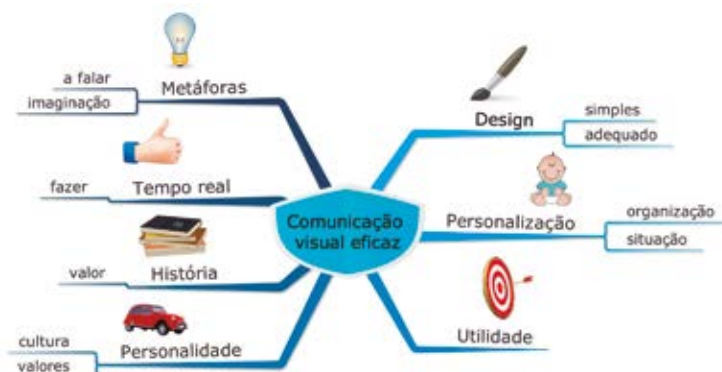 Comunicação
visual eficaz
Metáforas
a falar
imaginação
Tempo real
fazer
História
valor
Personalidade
cultura
valores
Design
simples
adequado
Personalização
organização
situação
Utilidade